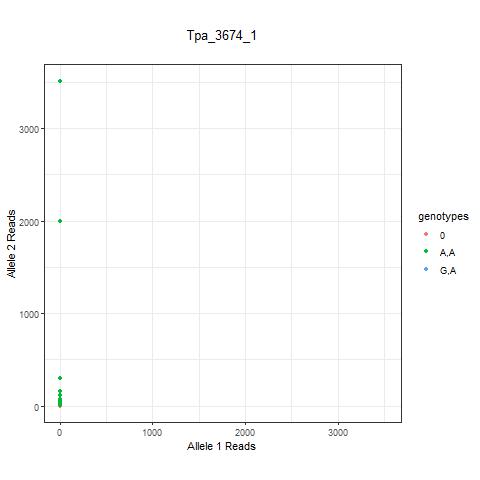 Tpa_3674_1
3000
2000
1000
0
Allele 2 Reads
0 1000 2000 3000
Allele 1 Reads
genotypes
0
A,A
G,A